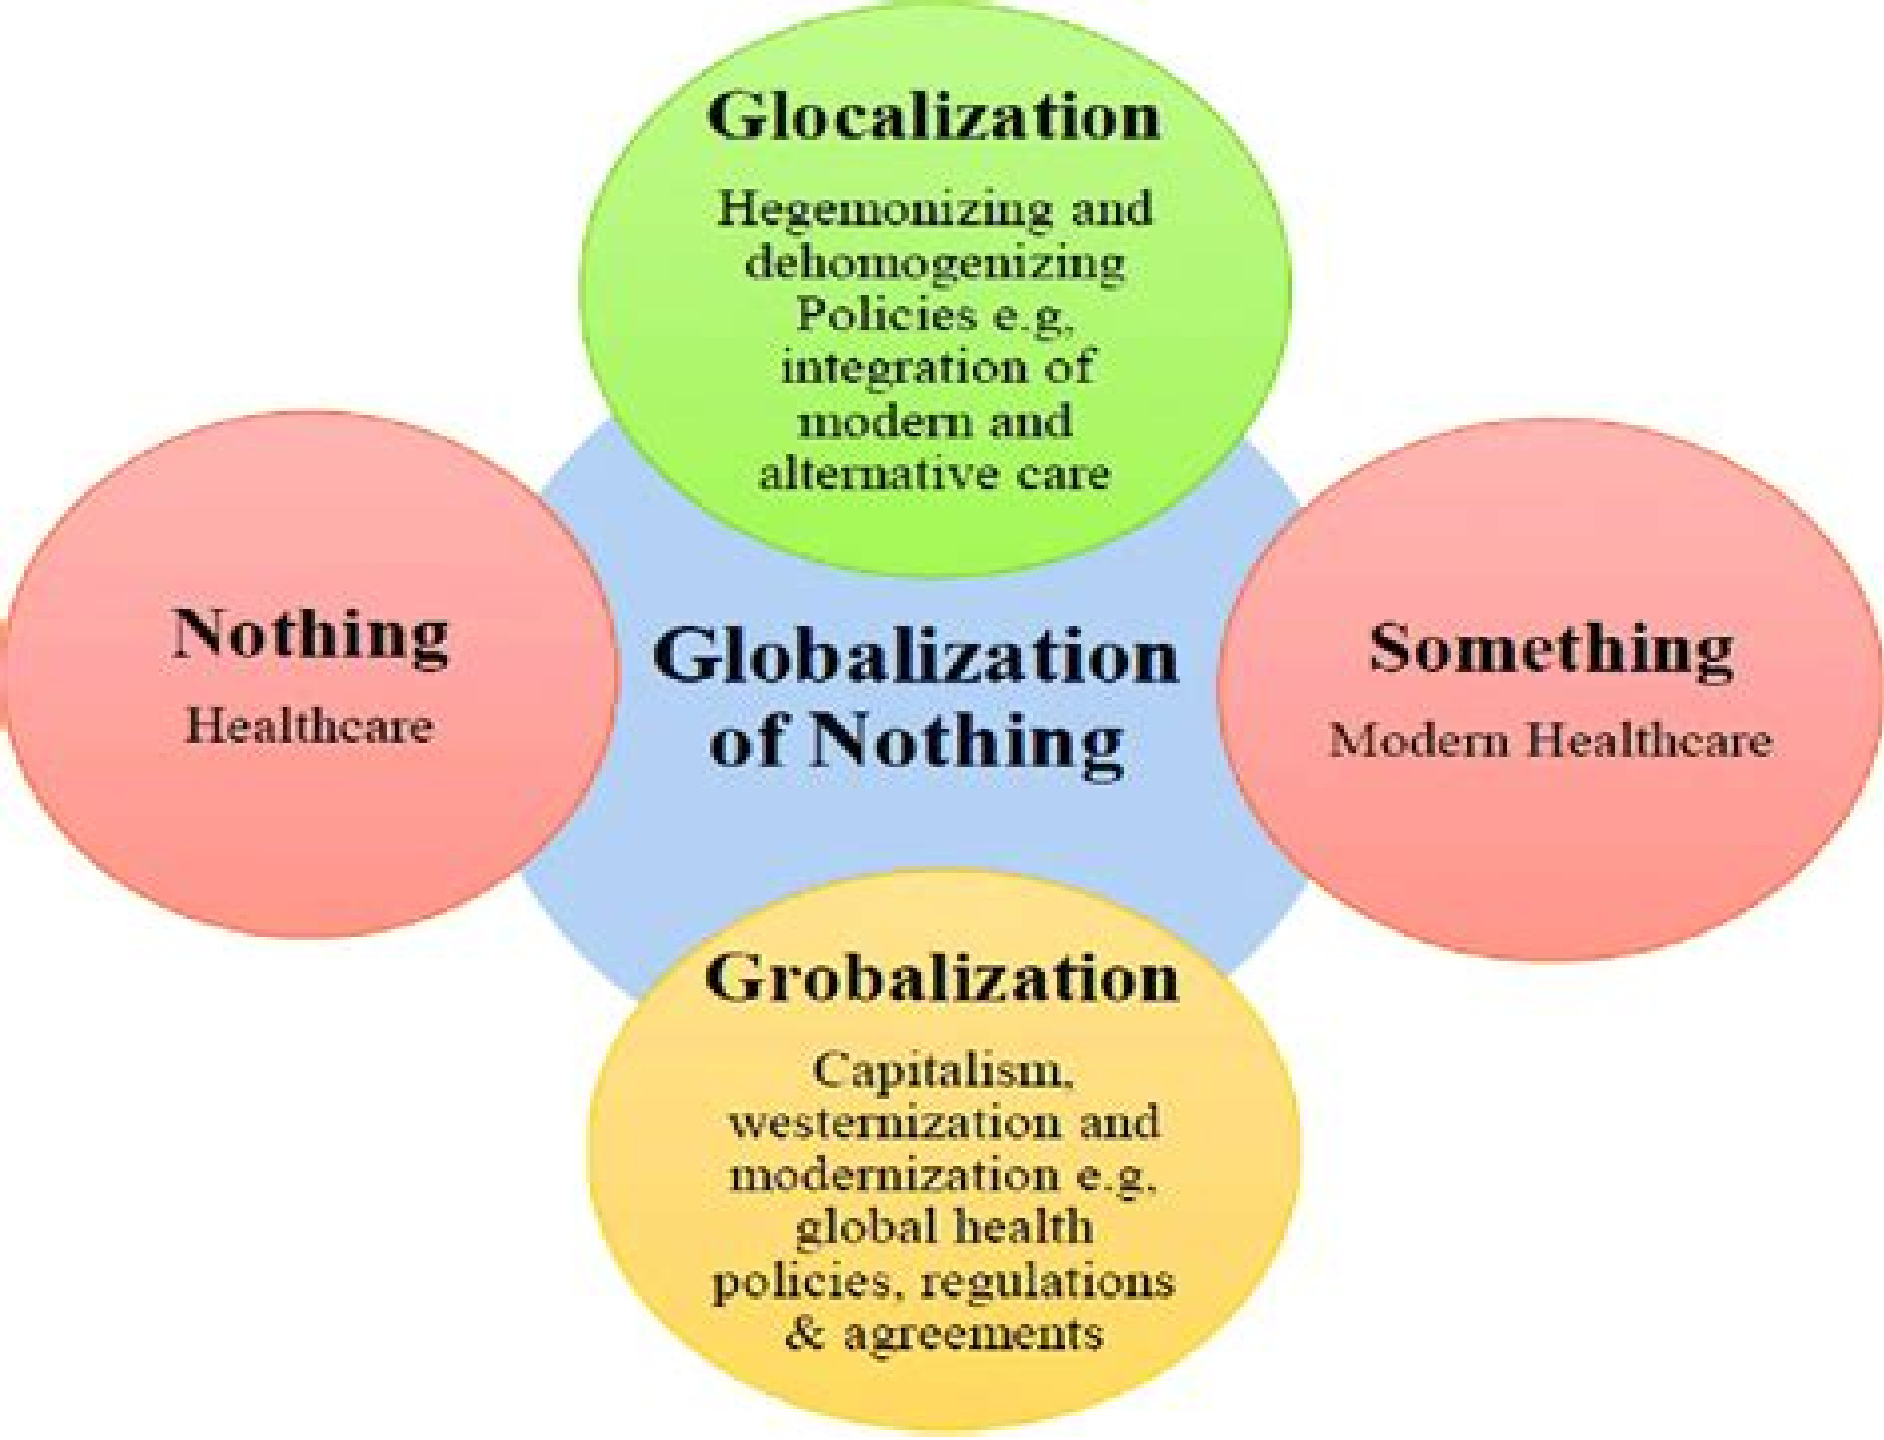 Glocalization
Hegemonizing and
dehomogenizing
Policies e.g,
integration of
modern and
alternative care
Nothing
Healthcare
Globalization
of Nothing
Something
Modern Healthcare
Grobalization
Capitalism,
westernization and
modernization e.g,
global health
policies, regulations
& agreements